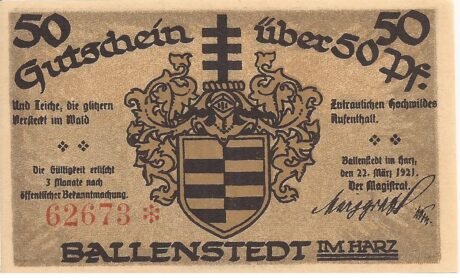 50 50
Gutschein über 50 Pf.
Und Teiche, die glitzern
Versteckt im Wald
Zutraulichen Hochwildes
Aufenthalt.
Die Gültigkeit erlischt
3 Monate nach
öffentlicher Bekanntmachung.
62673 *
Ballenstedt im Harz,
den 22. März 1921.
Der Magistrat.
BALLENSTEDT IM HARZ